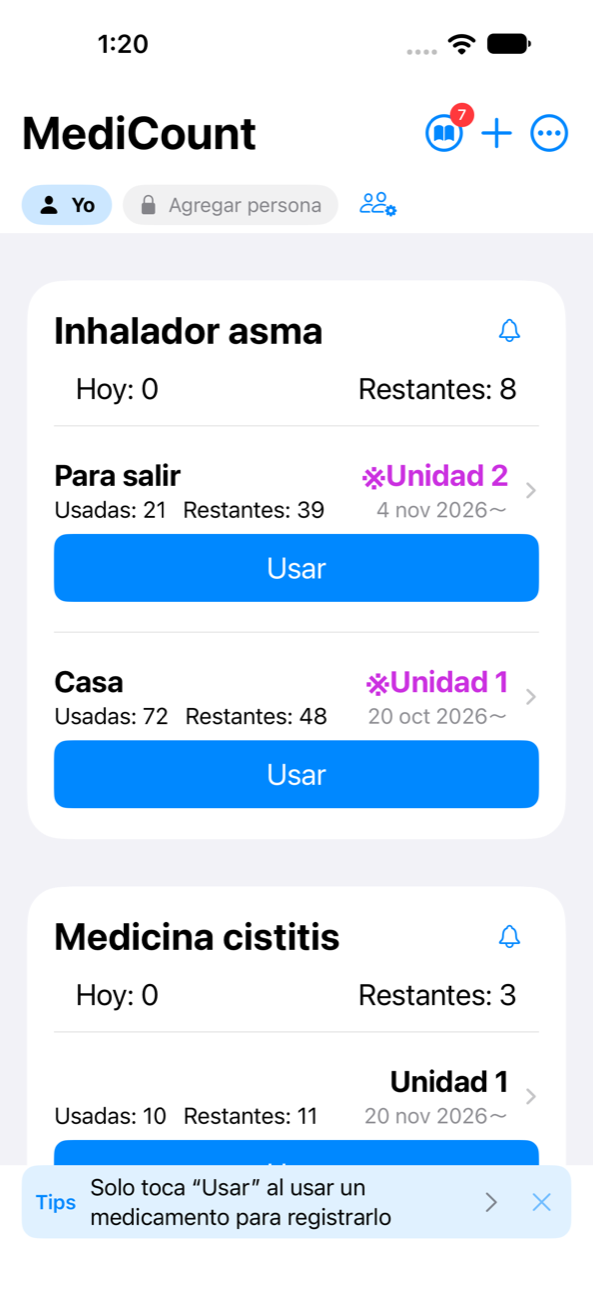 1:20
MediCount
7
Yo
Agregar persona
Inhalador asma
Hoy: 0 Restantes: 8
Para salir ※Unidad 2
Usadas: 21 Restantes: 39 4 nov 2026~
Usar
Casa ※Unidad 1
Usadas: 72 Restantes: 48 20 oct 2026~
Usar
Medicina cistitis
Hoy: 0 Restantes: 3
Unidad 1
Usadas: 10 Restantes: 11 20 nov 2026~
Tips
Solo toca “Usar” al usar un
medicamento para registrarlo